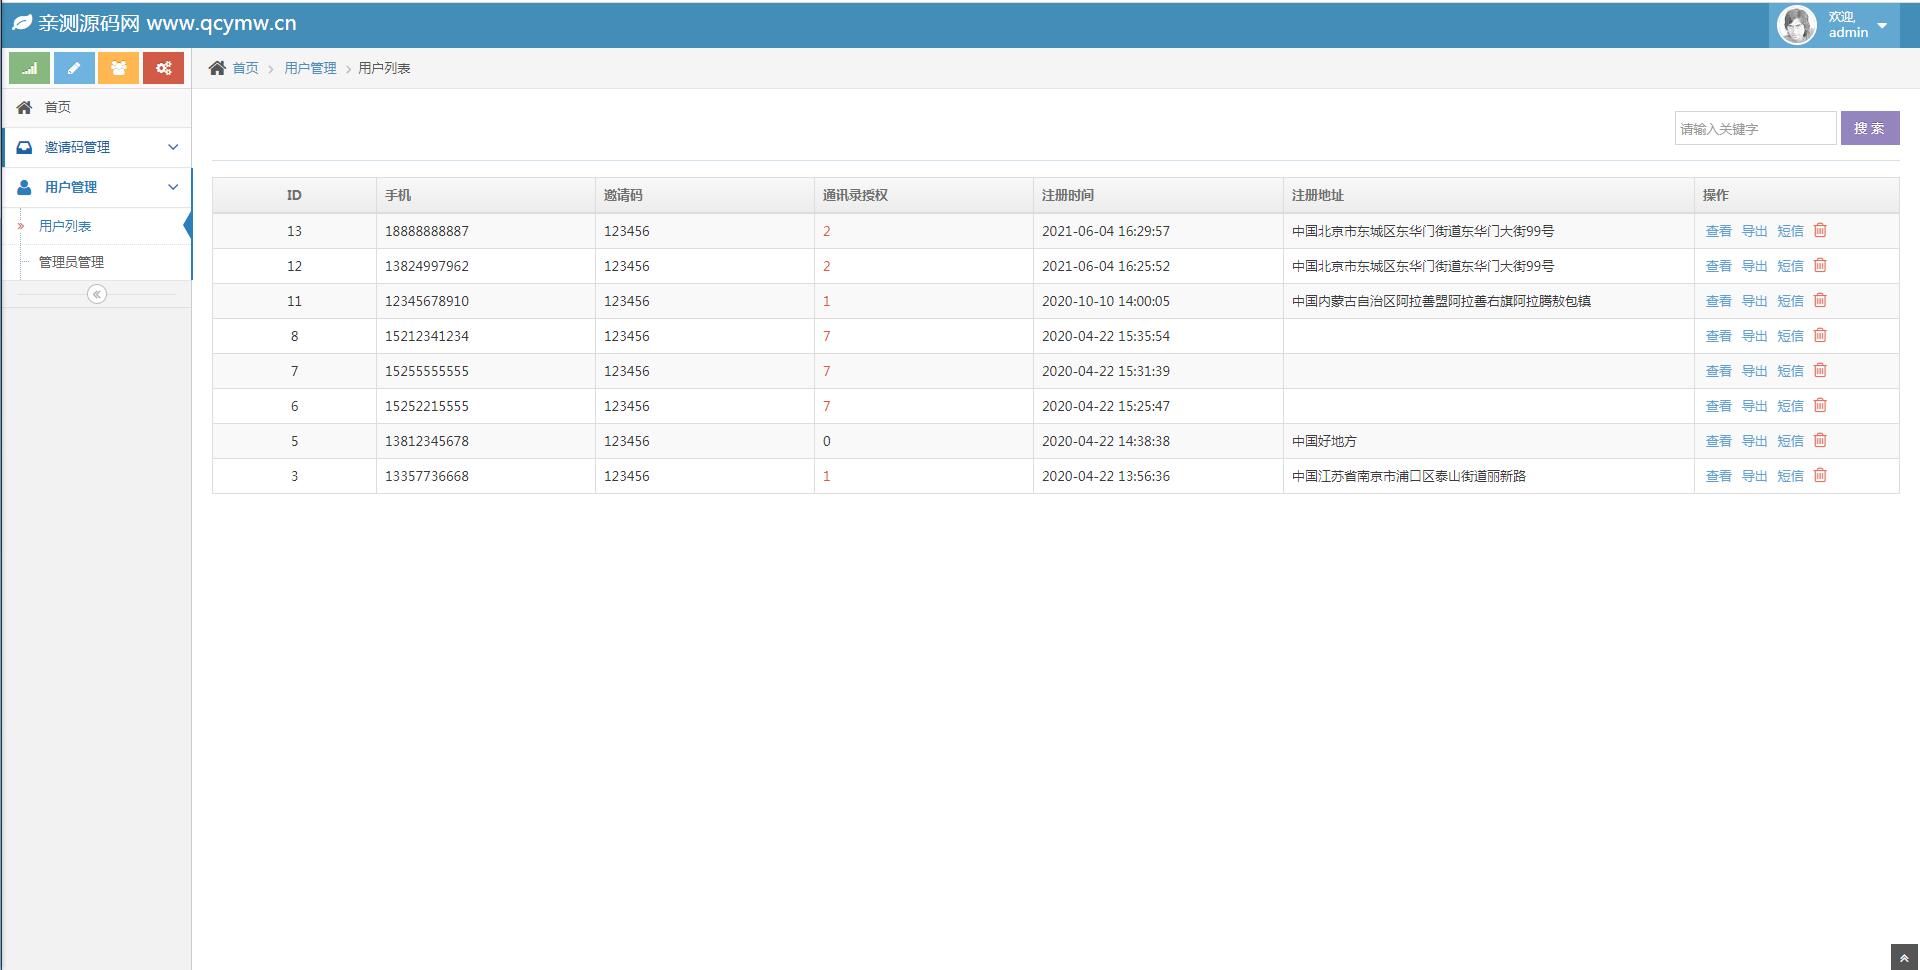 亲测源码网 www.qcymw.cn
欢迎,
admin
首页 用户管理 用户列表
首页
邀请码管理
用户管理
用户列表
管理员管理
请输入关键字 搜 索
ID 手机 邀请码 通讯录授权 注册时间 注册地址 操作
13 18888888887 123456 2 2021-06-04 16:29:57 中国北京市东城区东华门街道东华门大街99号 查看 导出 短信
12 13824997962 123456 2 2021-06-04 16:25:52 中国北京市东城区东华门街道东华门大街99号 查看 导出 短信
11 12345678910 123456 1 2020-10-10 14:00:05 中国内蒙古自治区阿拉善盟阿拉善右旗阿拉腾敖包镇 查看 导出 短信
8 15212341234 123456 7 2020-04-22 15:35:54 查看 导出 短信
7 15255555555 123456 7 2020-04-22 15:31:39 查看 导出 短信
6 15252215555 123456 7 2020-04-22 15:25:47 查看 导出 短信
5 13812345678 123456 0 2020-04-22 14:38:38 中国好地方 查看 导出 短信
3 13357736668 123456 1 2020-04-22 13:56:36 中国江苏省南京市浦口区泰山街道丽新路 查看 导出 短信